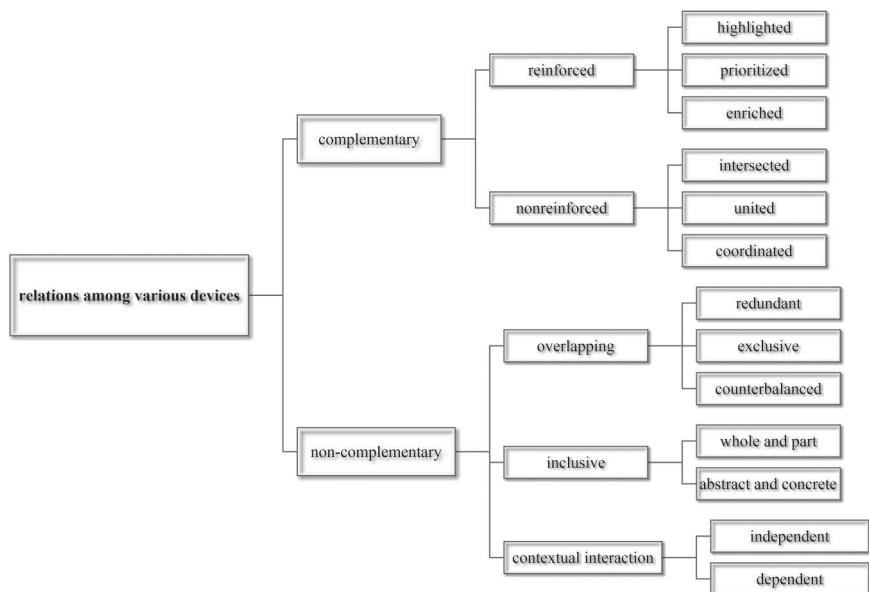 relations among various devices
complementary
reinforced
highlighted
prioritized
enriched
nonreinforced
intersected
united
coordinated
non-complementary
overlapping
redundant
exclusive
counterbalanced
inclusive
whole and part
abstract and concrete
contextual interaction
independent
dependent